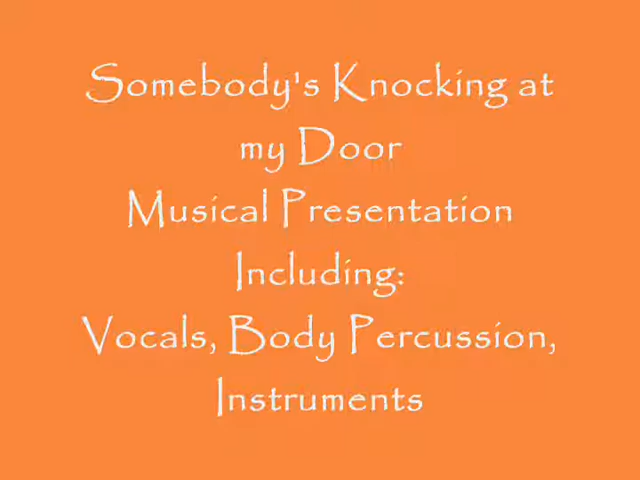 Somebody's Knocking at
my Door
Musical Presentation
Including:
Vocals, Body Percussion,
Instruments